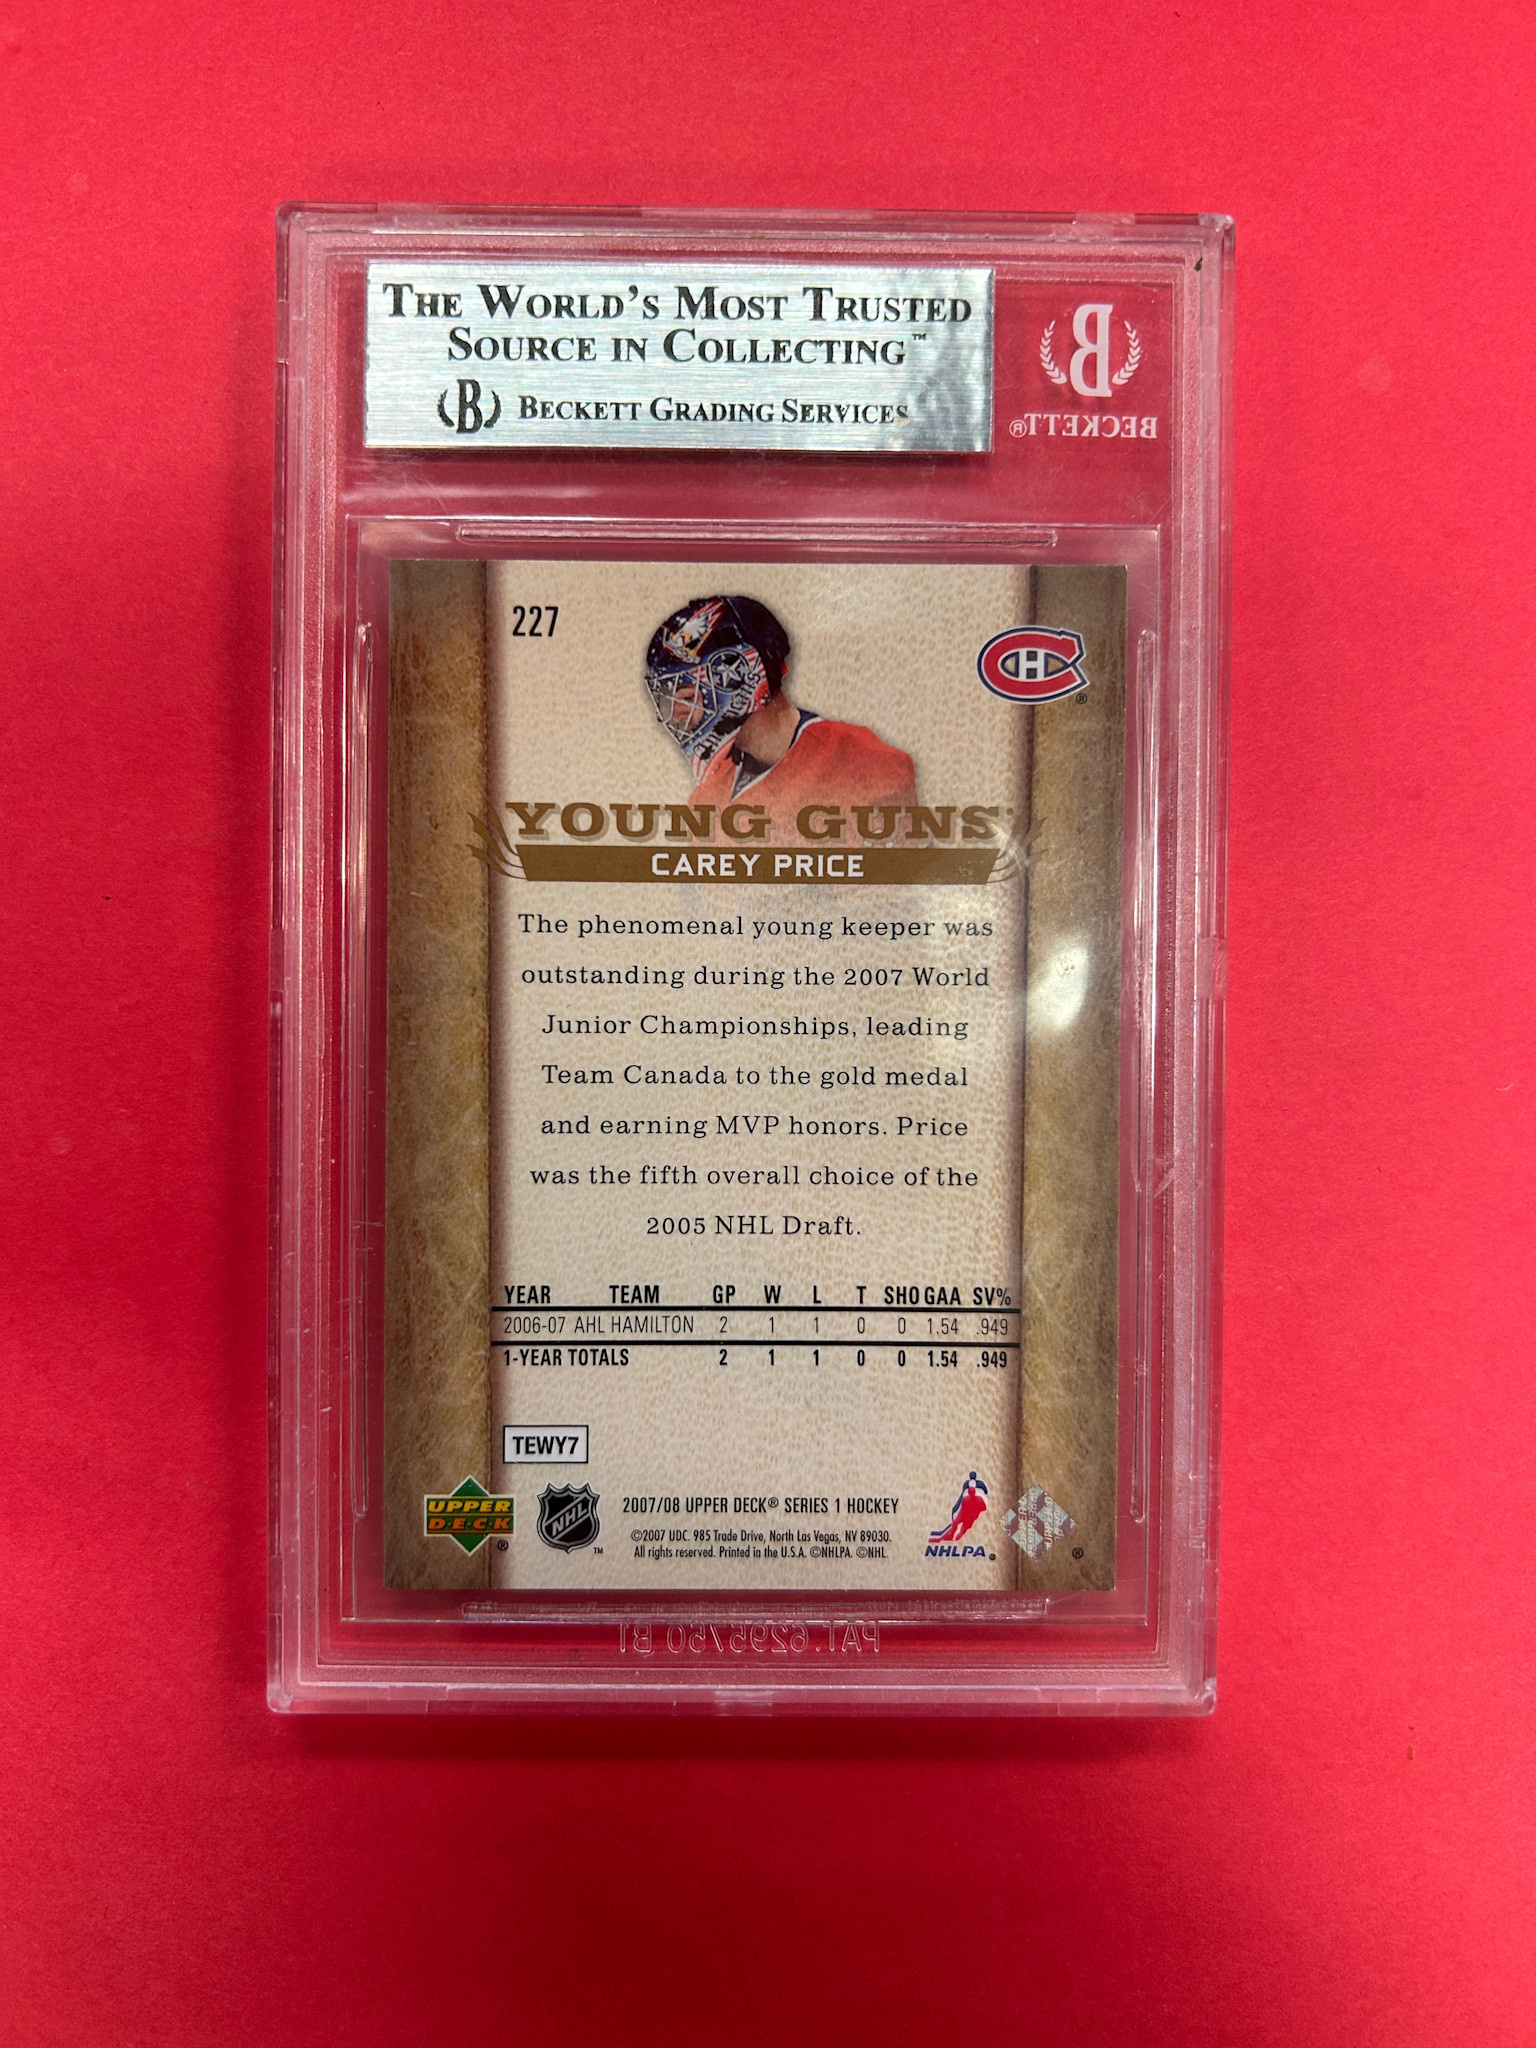 THE WORLD'S MOST TRUSTED
SOURCE IN COLLECTING™
B BECKETT GRADING SERVICES
B
BECKETT®
227
YOUNG GUNS
CAREY PRICE
The phenomenal young keeper was
outstanding during the 2007 World
Junior Championships, leading
Team Canada to the gold medal
and earning MVP honors. Price
was the fifth overall choice of the
2005 NHL Draft.
YEAR TEAM GP W L T SHO GAA SV%
2006-07 AHL HAMILTON 2 1 1 0 0 1.54 .949
1-YEAR TOTALS 2 1 1 0 0 1.54 .949
TEWY7
UPPER DECK®
NHL™
2007/08 UPPER DECK® SERIES 1 HOCKEY
©2007 UDC. 985 Trade Drive, North Las Vegas, NV 89030.
All rights reserved. Printed in the U.S.A. ©NHLPA. ©NHL.
NHLPA®
PAT. 6295750 B1